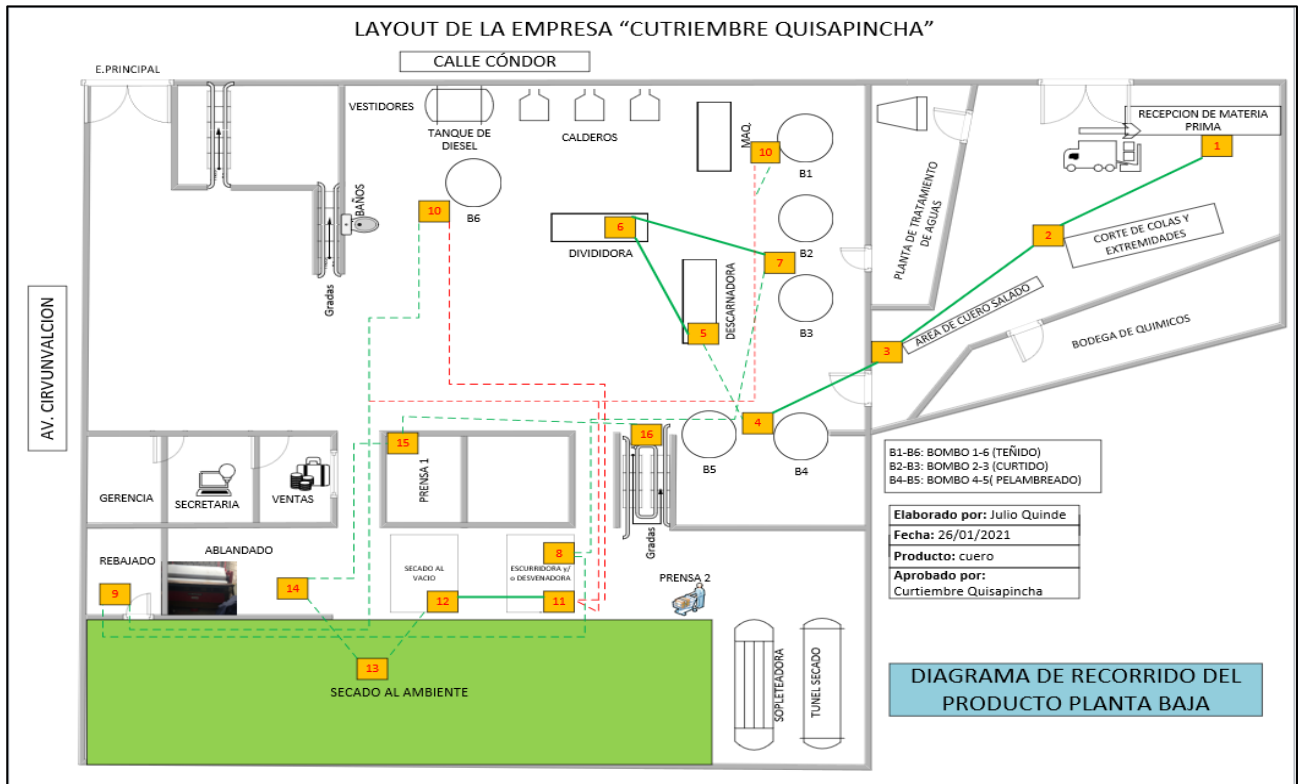 LAYOUT DE LA EMPRESA “CUTRIEMBRE QUISAPINCHA”
CALLE CÓNDOR
E.PRINCIPAL
VESTIDORES
TANQUE DE
DIESEL
CALDEROS
MAQ.
10
B1
RECEPCION DE MATERIA
PRIMA
1
BAÑOS
10
B6
6
DIVIDIDORA
B2
7
PLANTA DE TRATAMIENTO
DE AGUAS
2
CORTE DE COLAS Y
EXTREMIDADES
Gradas
DESCARNADORA
5
B3
AREA DE CUERO SALADO
3
BODEGA DE QUIMICOS
AV. CIRVUNVALCION
4
B5
B4
16
15
PRENSA 1
GERENCIA
SECRETARIA
VENTAS
B1-B6: BOMBO 1-6 (TEÑIDO)
B2-B3: BOMBO 2-3 (CURTIDO)
B4-B5: BOMBO 4-5( PELAMBREADO)
Elaborado por: Julio Quinde
Fecha: 26/01/2021
Producto: cuero
Aprobado por:
Curtiembre Quisapincha
REBAJADO
ABLANDADO
9
14
SECADO AL
VACIO
12
8
ESCURRIDORA y/
o DESVENADORA
11
Gradas
PRENSA 2
13
SECADO AL AMBIENTE
SOPLETEADORA
TUNEL SECADO
DIAGRAMA DE RECORRIDO DEL
PRODUCTO PLANTA BAJA